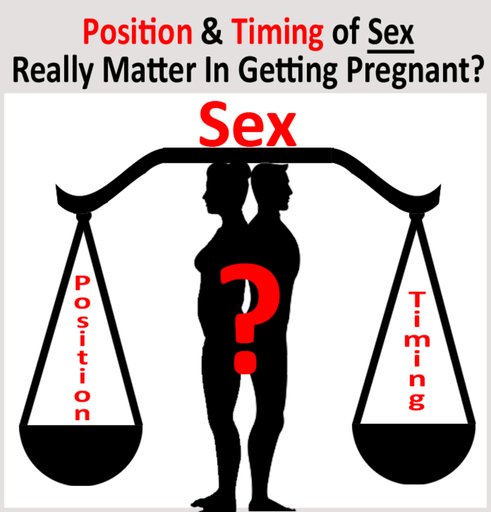 Position & Timing of Sex
Really Matter In Getting Pregnant?
Sex
Position
?
Timing